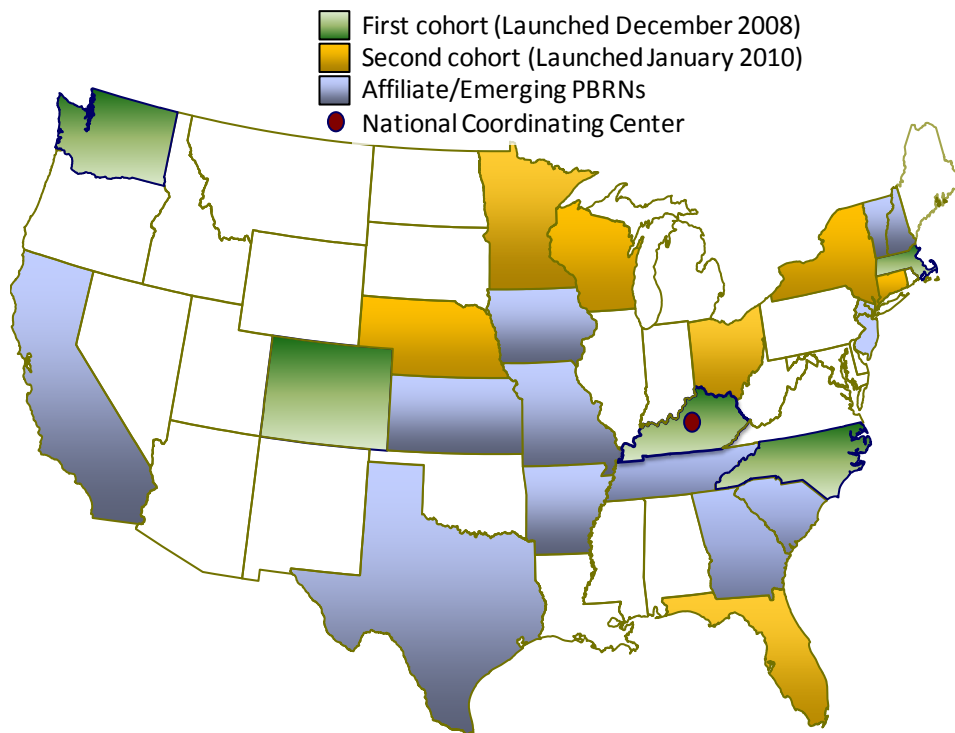 First cohort (Launched December 2008)
Second cohort (Launched January 2010)
Affiliate/Emerging PBRNs
National Coordinating Center